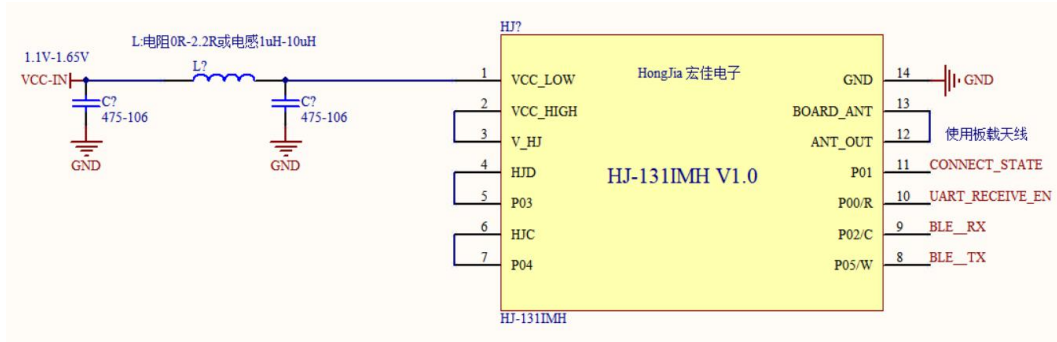 HJ?
L:电阻0R-2.2R或电感1uH-10uH
1.1V-1.65V
L?
VCC-IN
C?
475-106
GND
C?
475-106
GND
HongJia 宏佳电子
HJ-131IMH V1.0
1 VCC_LOW
2 VCC_HIGH
3 V_HJ
4 HJD
5 P03
6 HJC
7 P04
GND 14 GND
BOARD_ANT 13
ANT_OUT 12
使用板载天线
P01 11 CONNECT_STATE
P00/R 10 UART_RECEIVE_EN
P02/C 9 BLE__RX
P05/W 8 BLE__TX
HJ-131IMH